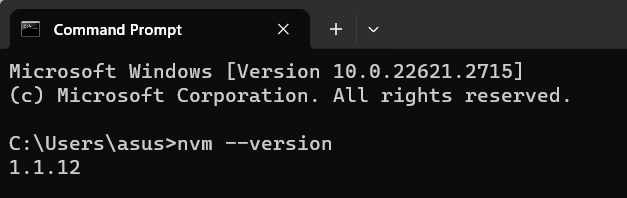 Command Prompt
Microsoft Windows [Version 10.0.22621.2715]
(c) Microsoft Corporation. All rights reserved.
C:\Users\asus>nvm --version
1.1.12